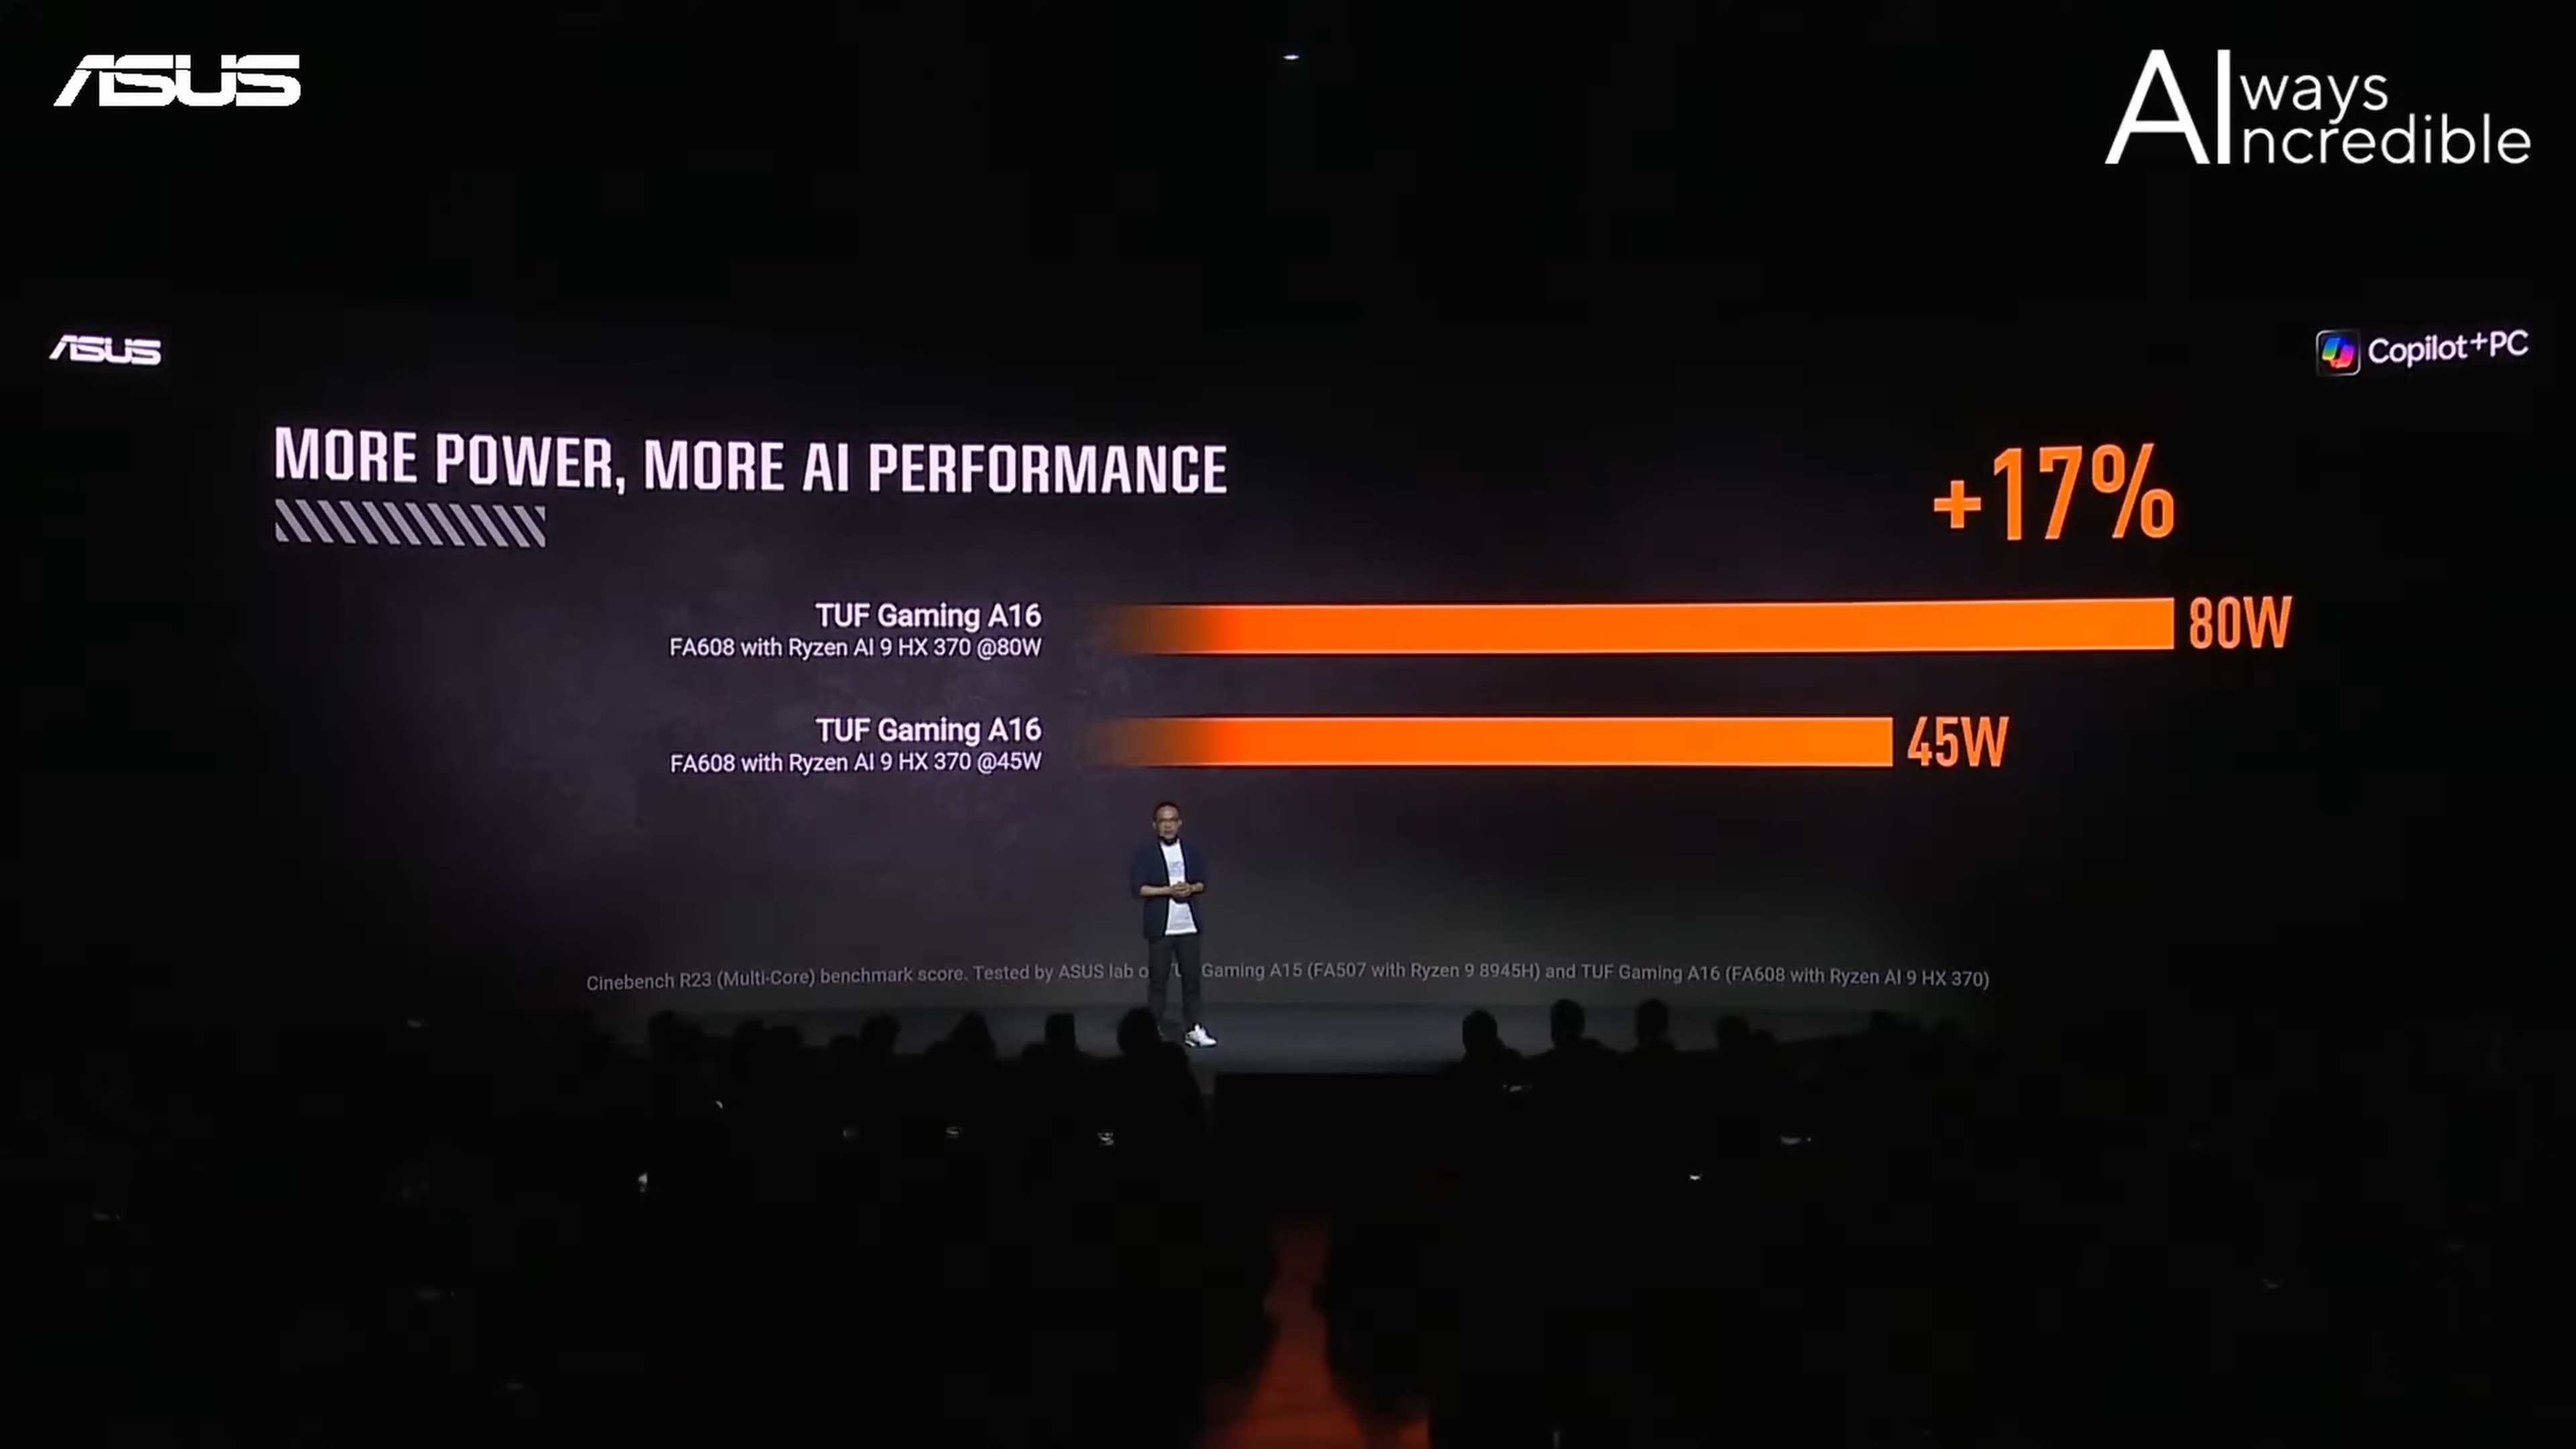 ASUS
AIways
Incredible
ASUS
Copilot+PC
MORE POWER, MORE AI PERFORMANCE
+17%
TUF Gaming A16
FA608 with Ryzen AI 9 HX 370 @80W
80W
TUF Gaming A16
FA608 with Ryzen AI 9 HX 370 @45W
45W
Cinebench R23 (Multi-Core) benchmark score. Tested by ASUS lab Gaming A15 (FA507 with Ryzen 9 8945H) and TUF Gaming A16 (FA608 with Ryzen AI 9 HX 370)